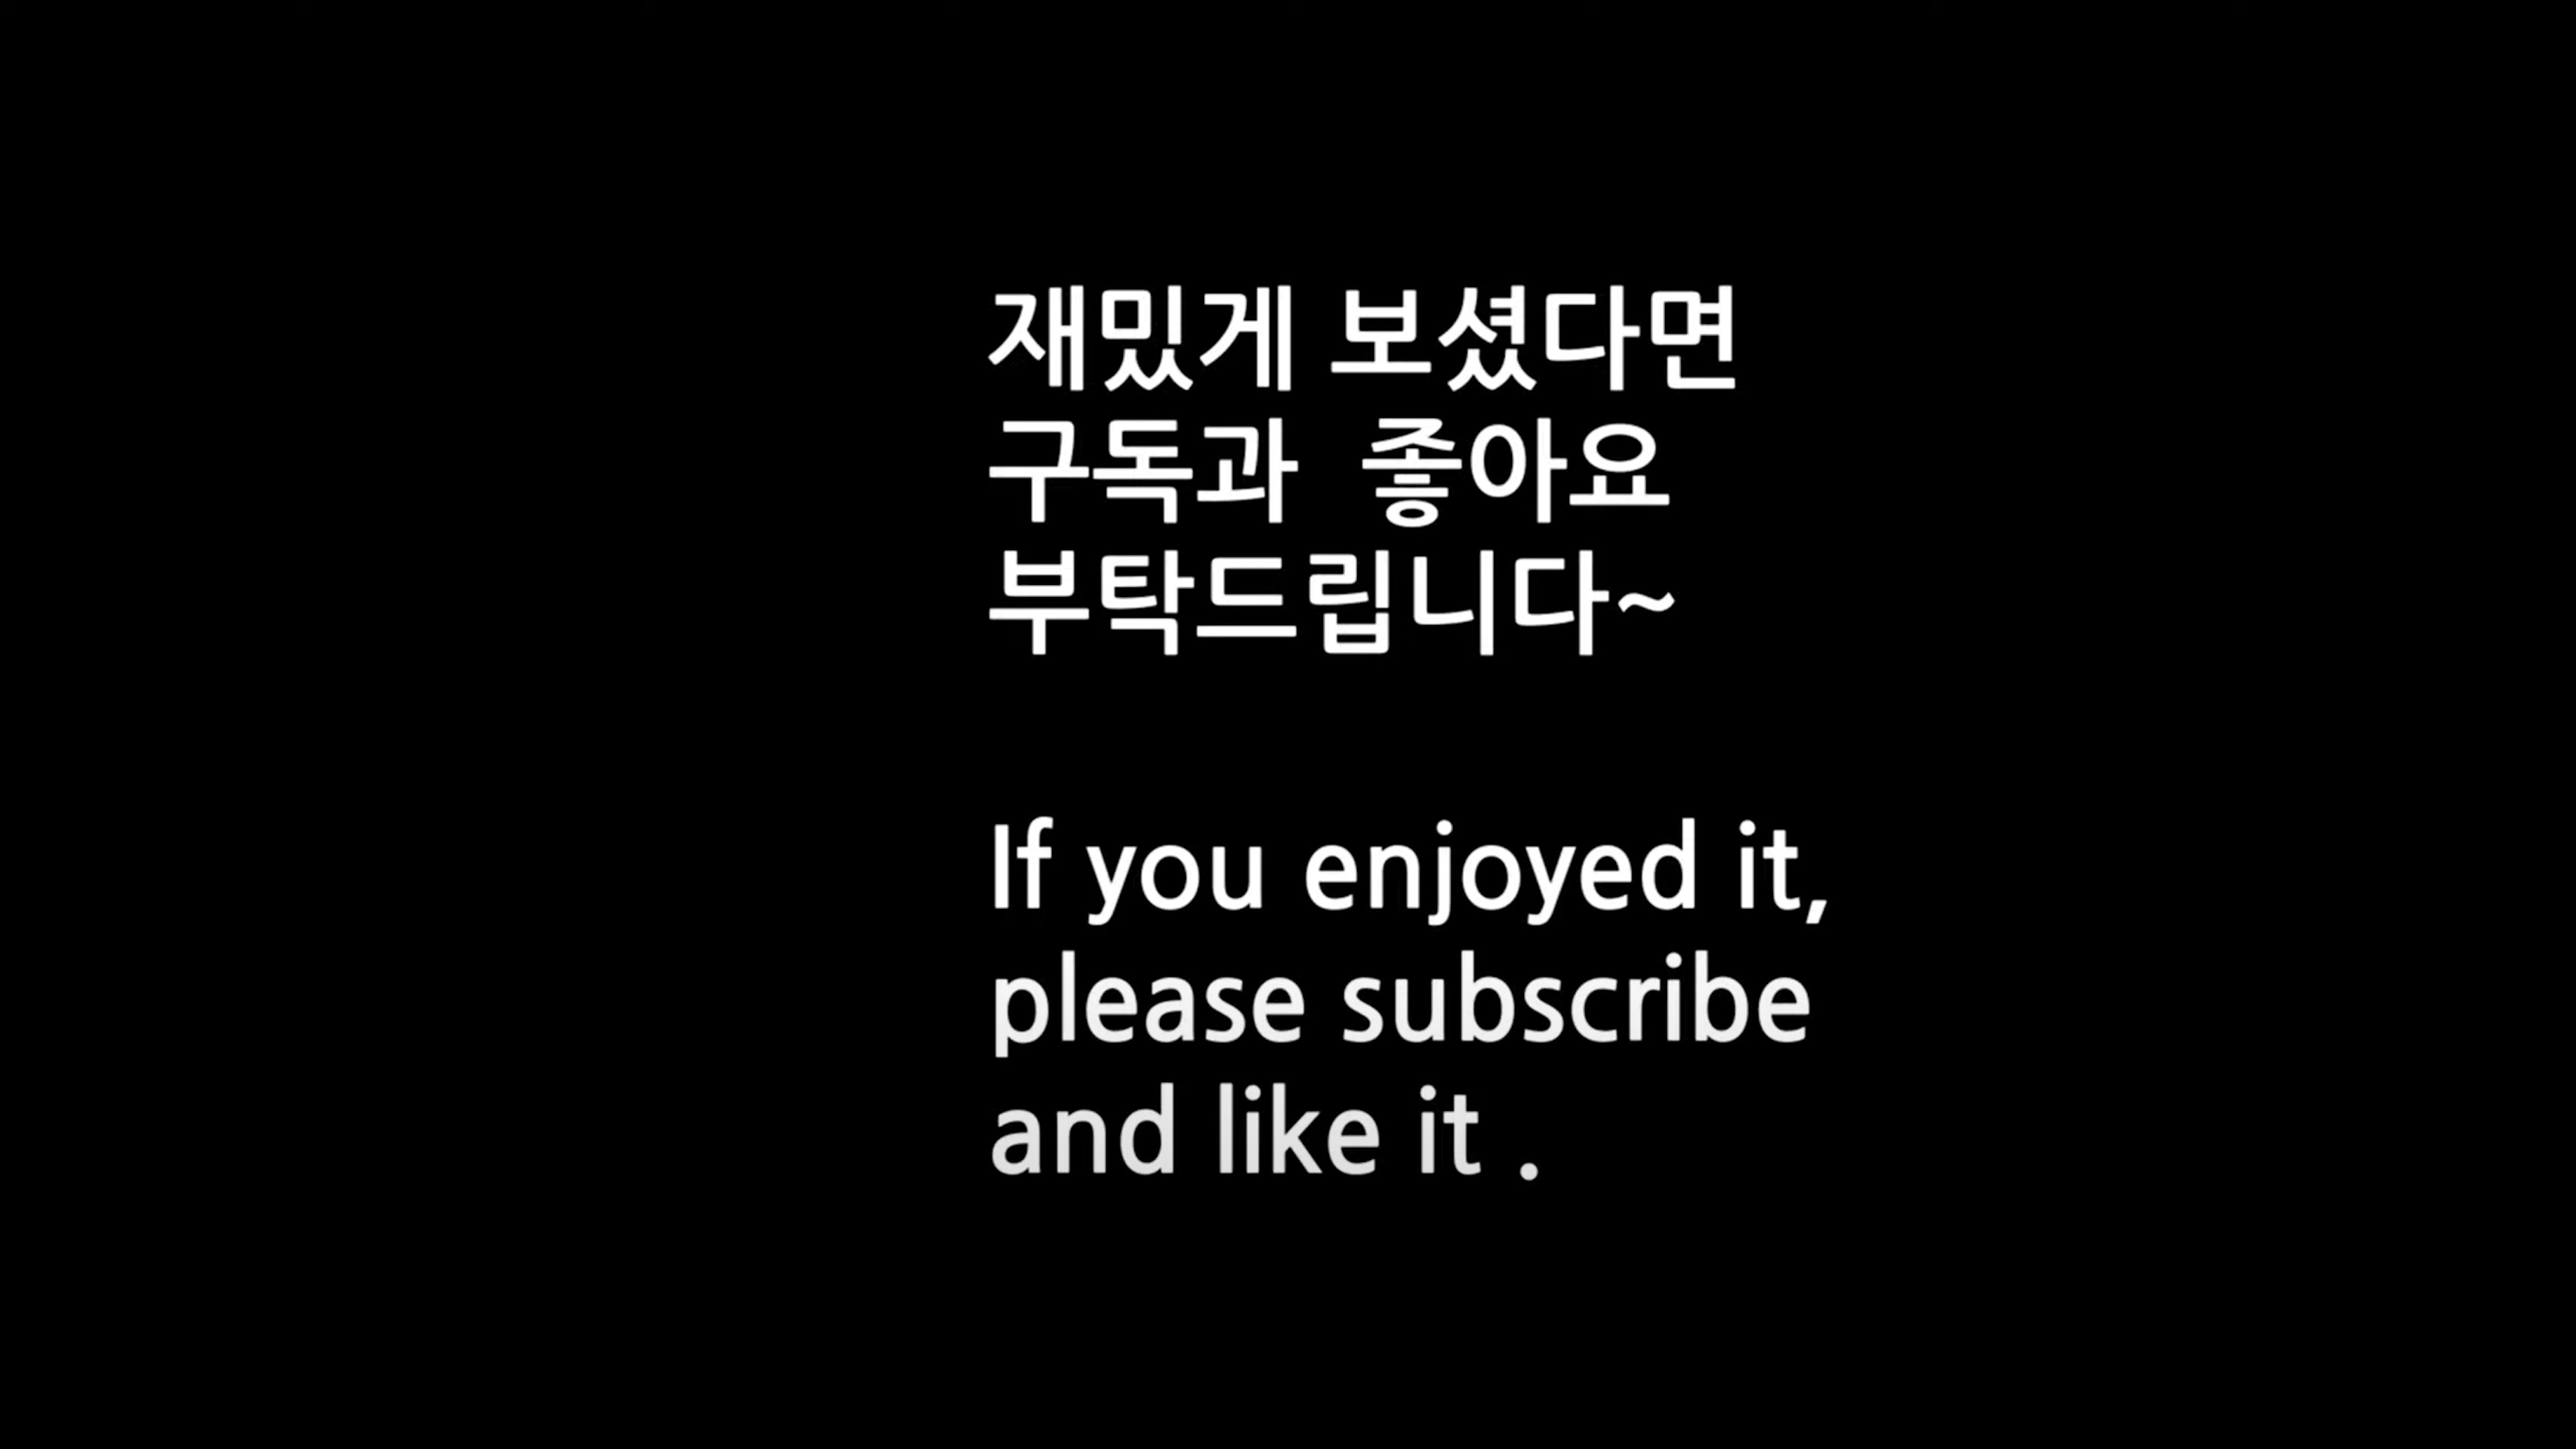 재밌게 보셨다면
구독과 좋아요
부탁드립니다~
If you enjoyed it,
please subscribe
and like it .